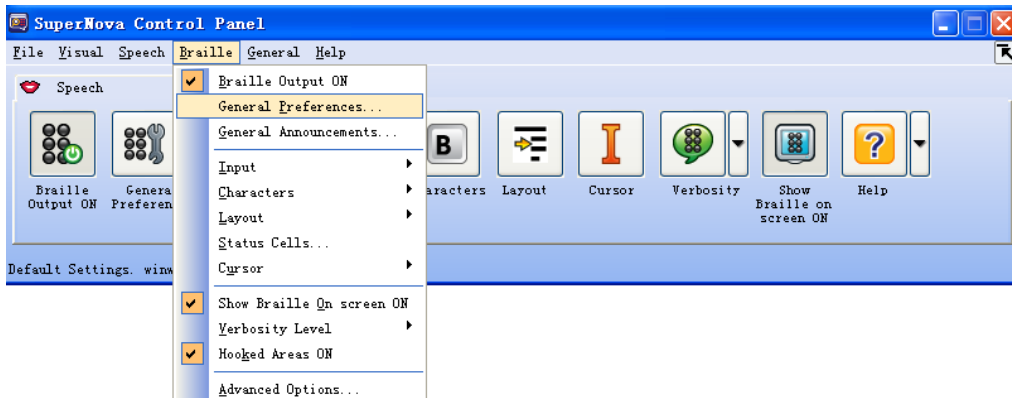 SuperNova Control Panel
File Visual Speech Braille General Help
Speech
Braille Output ON
General Preferences...
General Announcements...
Input
Characters
Layout
Status Cells...
Cursor
Show Braille On screen ON
Verbosity Level
Hooked Areas ON
Advanced Options...
B
?
Braille
Output ON
Genera
Preferen
aracters
Layout
Cursor
Verbosity
Show
Braille on
screen ON
Help
Default Settings. winw